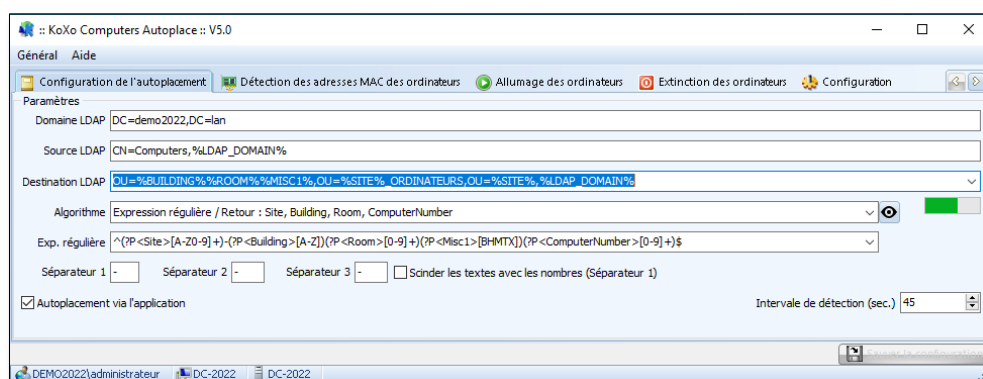 :: KoXo Computers Autoplace :: V5.0
Général Aide
Configuration de l'autoplacement Détection des adresses MAC des ordinateurs Allumage des ordinateurs Extinction des ordinateurs Configuration
Paramètres
Domaine LDAP DC=demo2022,DC=lan
Source LDAP CN=Computers,%LDAP_DOMAIN%
Destination LDAP OU=%BUILDING%%ROOM%%MISC1%,OU=%SITE%_ORDINATEURS,OU=%SITE%,%LDAP_DOMAIN%
Algorithme Expression régulière / Retour : Site, Building, Room, ComputerNumber
Exp. régulière ^(?P<Site>[A-Z0-9]+)-(?P<Building>[A-Z])(?P<Room>[0-9]+)(?P<Misc1>[BHMTX])(?P<ComputerNumber>[0-9]+)$
Séparateur 1 - Séparateur 2 - Séparateur 3 - Scinder les textes avec les nombres (Séparateur 1)
Autoplacement via l'application Intervale de détection (sec.) 45
Sauver la configuration
DEMO2022\administrateur DC-2022 DC-2022